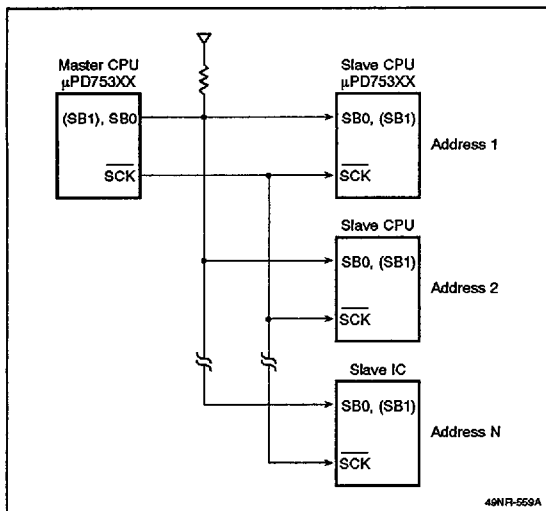 Master CPU
μPD753XX
(SB1), SB0
SCK
Slave CPU
μPD753XX
SB0, (SB1)
SCK
Address 1
Slave CPU
SB0, (SB1)
SCK
Address 2
Slave IC
SB0, (SB1)
SCK
Address N
49NR-559A